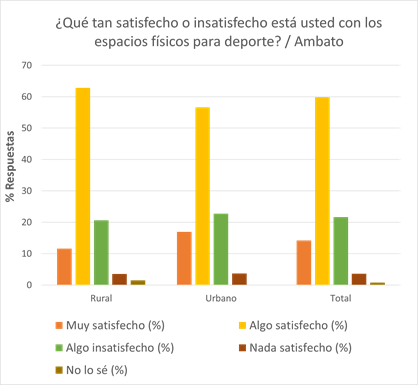 ¿Qué tan satisfecho o insatisfecho está usted con los
espacios físicos para deporte? / Ambato
70
60
50
40
30
20
10
0
% Respuestas
Rural
Urbano
Total
Muy satisfecho (%)
Algo satisfecho (%)
Algo insatisfecho (%)
Nada satisfecho (%)
No lo sé (%)